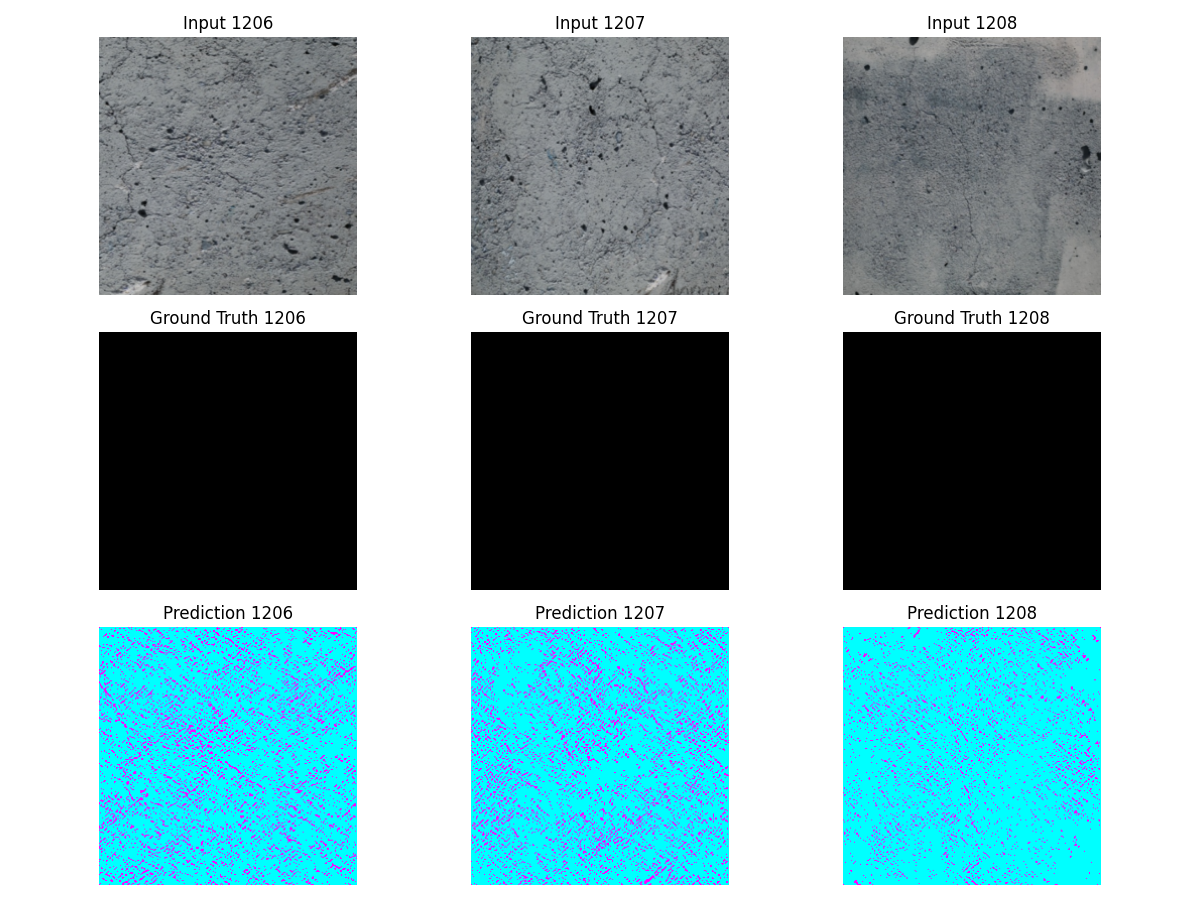 Input 1206
Input 1207
Input 1208
Ground Truth 1206
Ground Truth 1207
Ground Truth 1208
Prediction 1206
Prediction 1207
Prediction 1208